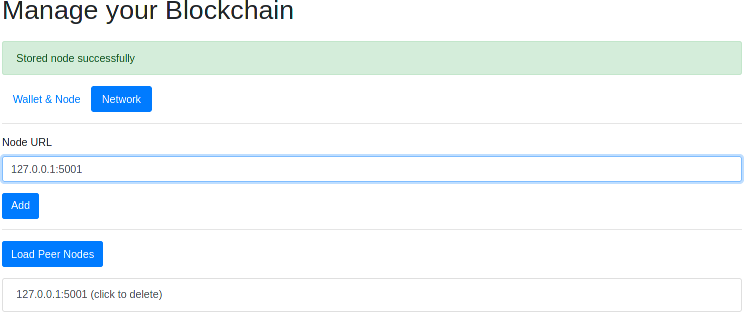 Manage your Blockchain
Stored node successfully
Wallet & Node Network
Node URL
127.0.0.1:5001
Add
Load Peer Nodes
127.0.0.1:5001 (click to delete)